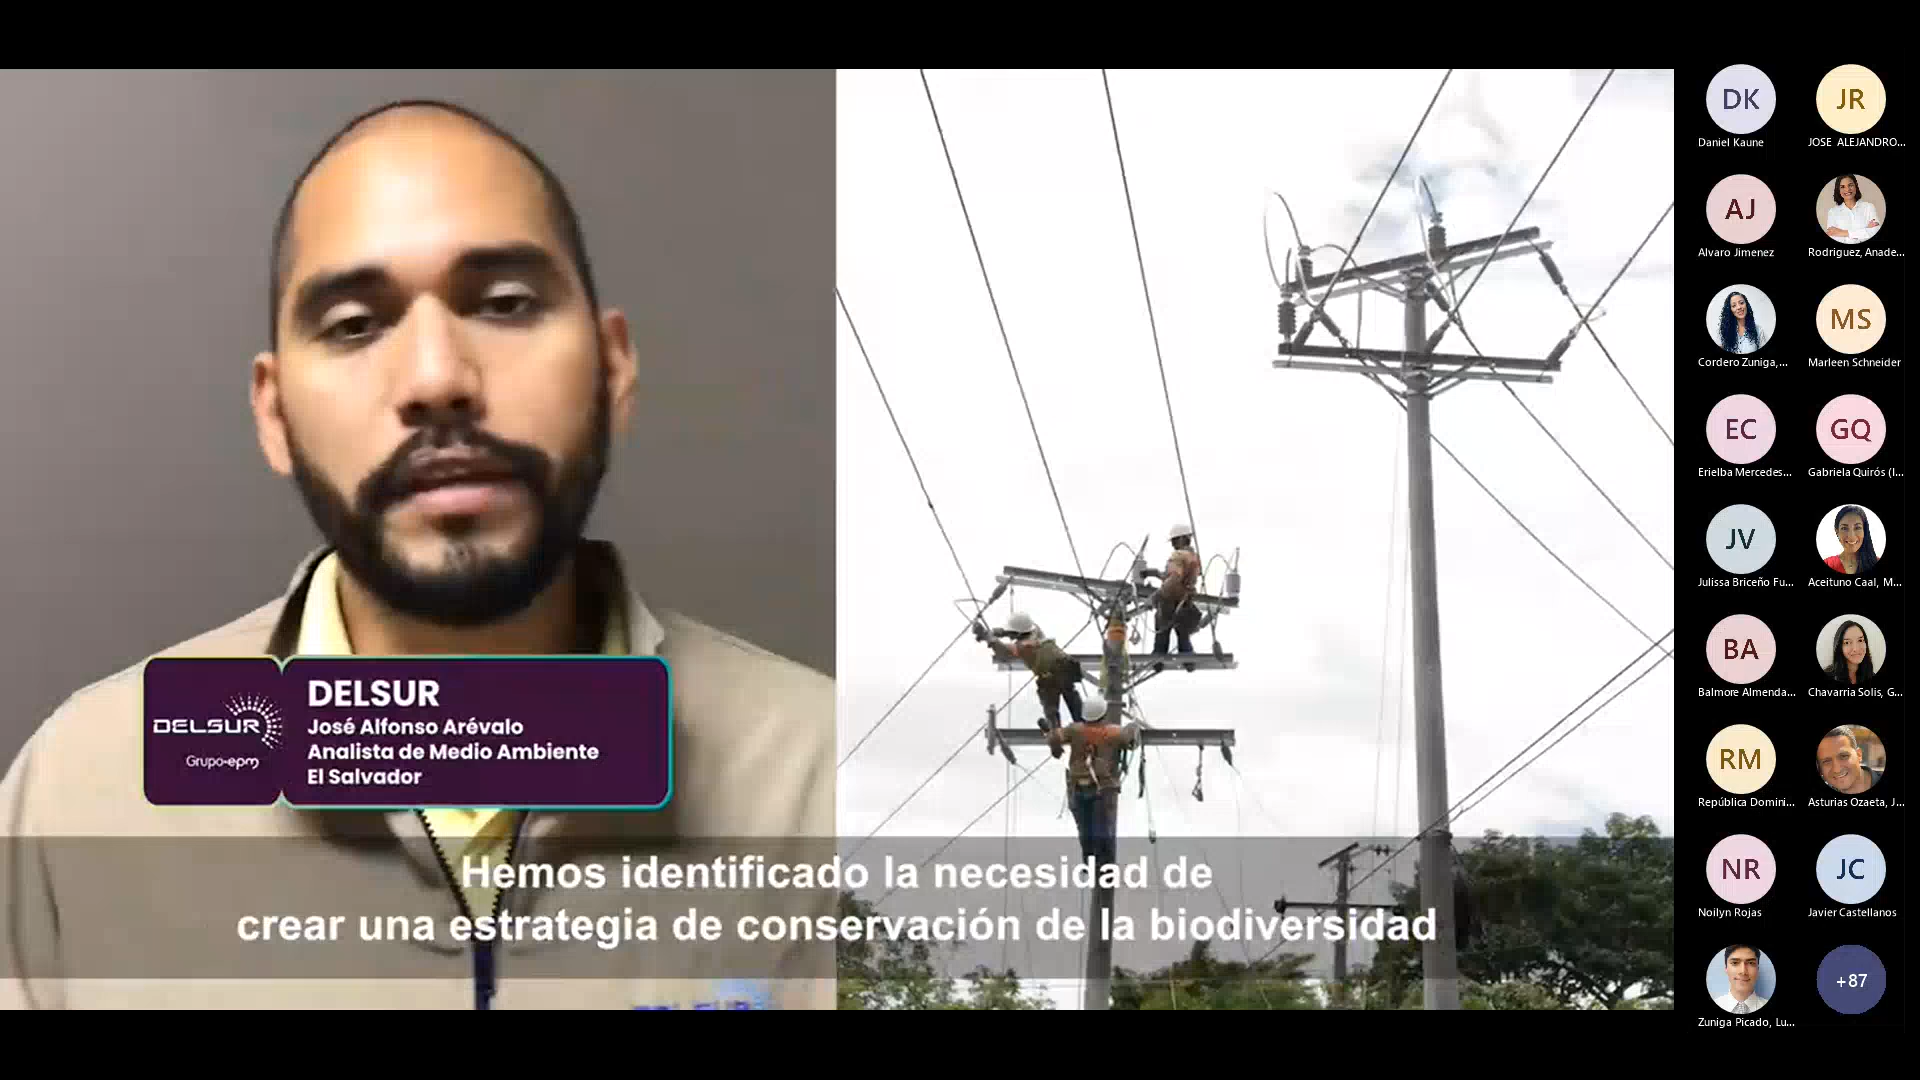 DELSUR
Grupo-epm
DELSUR
José Alfonso Arévalo
Analista de Medio Ambiente
El Salvador
Hemos identificado la necesidad de
crear una estrategia de conservación de la biodiversidad
DELSUR
DK
Daniel Kaune
JR
JOSE ALEJANDRO...
AJ
Alvaro Jimenez
Rodriguez, Anade...
Cordero Zuniga,...
MS
Marleen Schneider
EC
Erielba Mercedes...
GQ
Gabriela Quirós (I...
JV
Julissa Briceño Fu...
Aceituno Caal, M...
BA
Balmore Almenda...
Chavarria Solis, G...
RM
República Domini...
Asturias Ozaeta, J...
NR
Noilyn Rojas
JC
Javier Castellanos
Zuniga Picado, Lu...
+87